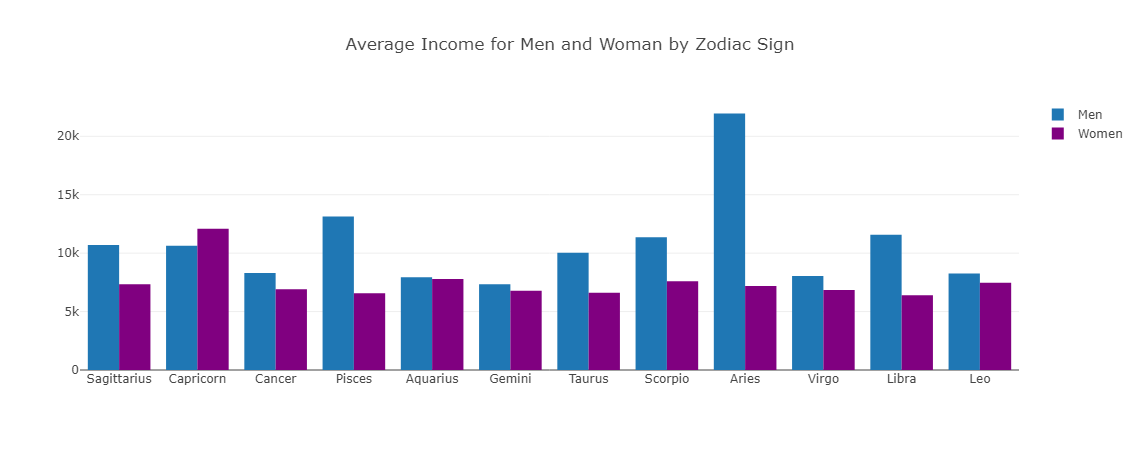 Average Income for Men and Woman by Zodiac Sign
Men
Women
20k
15k
10k
5k
0
Sagittarius Capricorn Cancer Pisces Aquarius Gemini Taurus Scorpio Aries Virgo Libra Leo